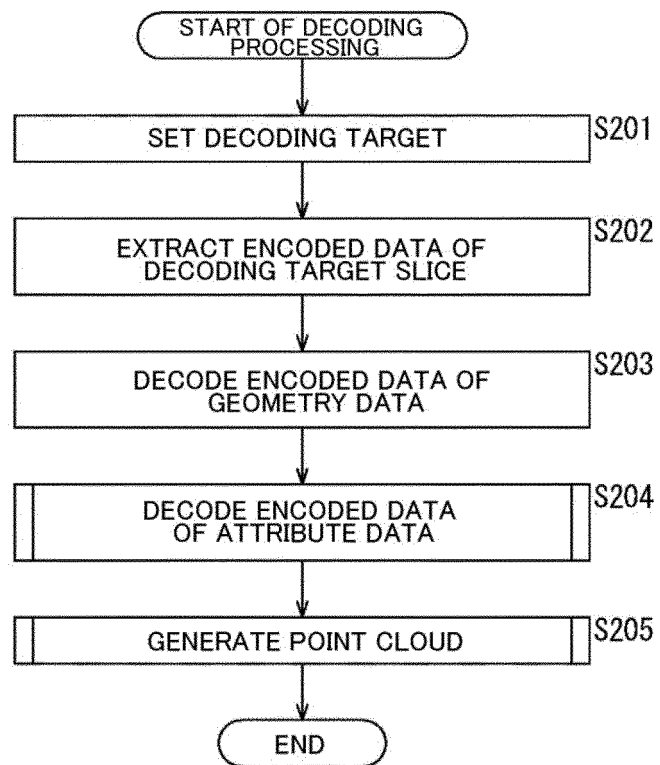 START OF DECODING
PROCESSING
SET DECODING TARGET
S201
EXTRACT ENCODED DATA OF
DECODING TARGET SLICE
S202
DECODE ENCODED DATA OF
GEOMETRY DATA
S203
DECODE ENCODED DATA
OF ATTRIBUTE DATA
S204
GENERATE POINT CLOUD
S205
END